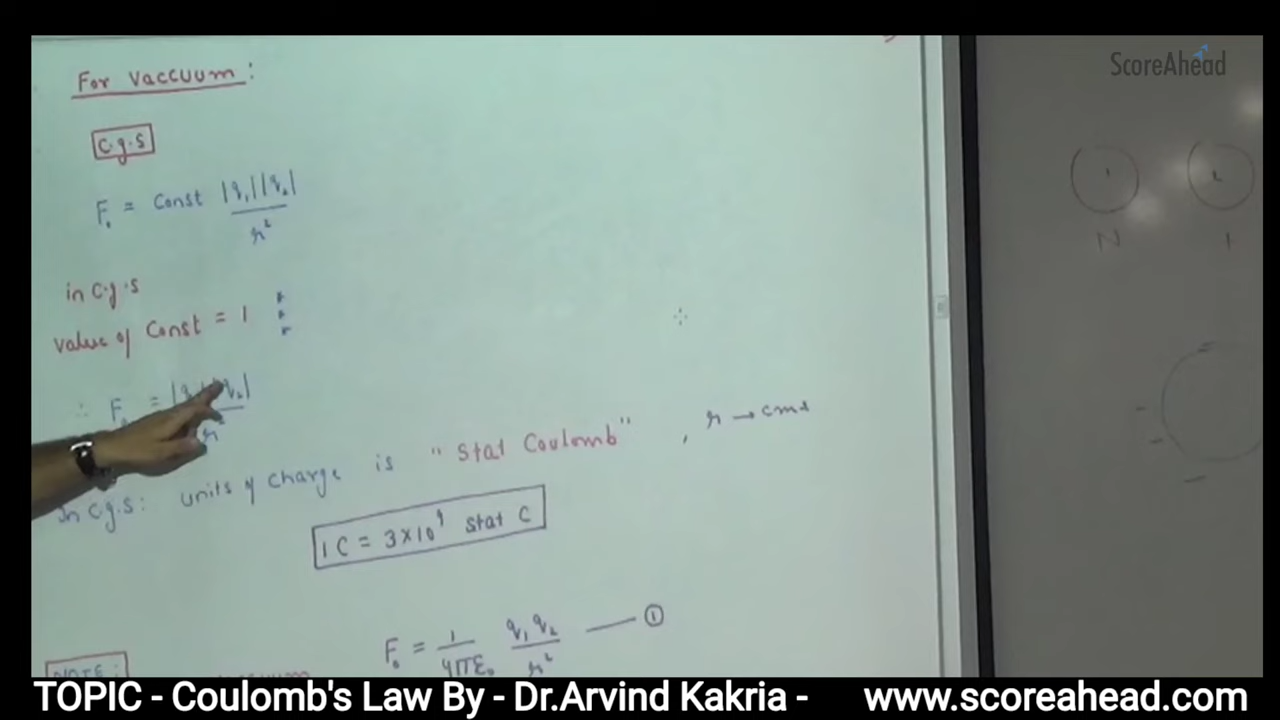 For Vaccuum :
C.g.S
F₀ = Const |q₁||q₂| / r²
in C.g.S
Value of Const = 1
∴ F₀ = |q₁||q₂| / r²
In C.g.S : units of charge is "Stat Coulomb" , r → cms
1 C = 3×10⁹ Stat C
F₀ = 1/4πε₀ q₁q₂/r² —— ①
NOTE :
ScoreAhead
N
TOPIC - Coulomb's Law By - Dr.Arvind Kakria - www.scoreahead.com